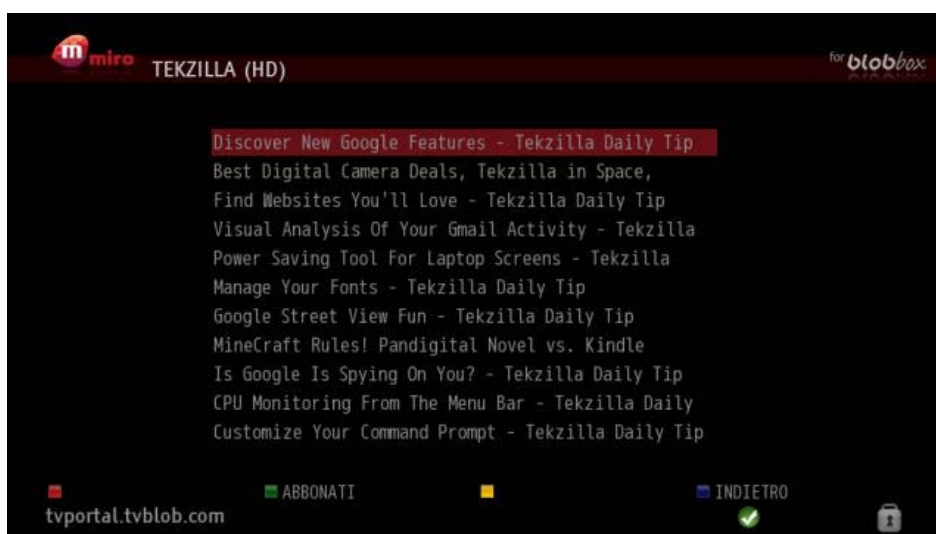 m miro
TEKZILLA (HD)
for blobbox
Discover New Google Features - Tekzilla Daily Tip
Best Digital Camera Deals, Tekzilla in Space,
Find Websites You'll Love - Tekzilla Daily Tip
Visual Analysis Of Your Gmail Activity - Tekzilla
Power Saving Tool For Laptop Screens - Tekzilla
Manage Your Fonts - Tekzilla Daily Tip
Google Street View Fun - Tekzilla Daily Tip
MineCraft Rules! Pandigital Novel vs. Kindle
Is Google Is Spying On You? - Tekzilla Daily Tip
CPU Monitoring From The Menu Bar - Tekzilla Daily
Customize Your Command Prompt - Tekzilla Daily Tip
ABBONATI
INDIETRO
tvportal.tvblob.com